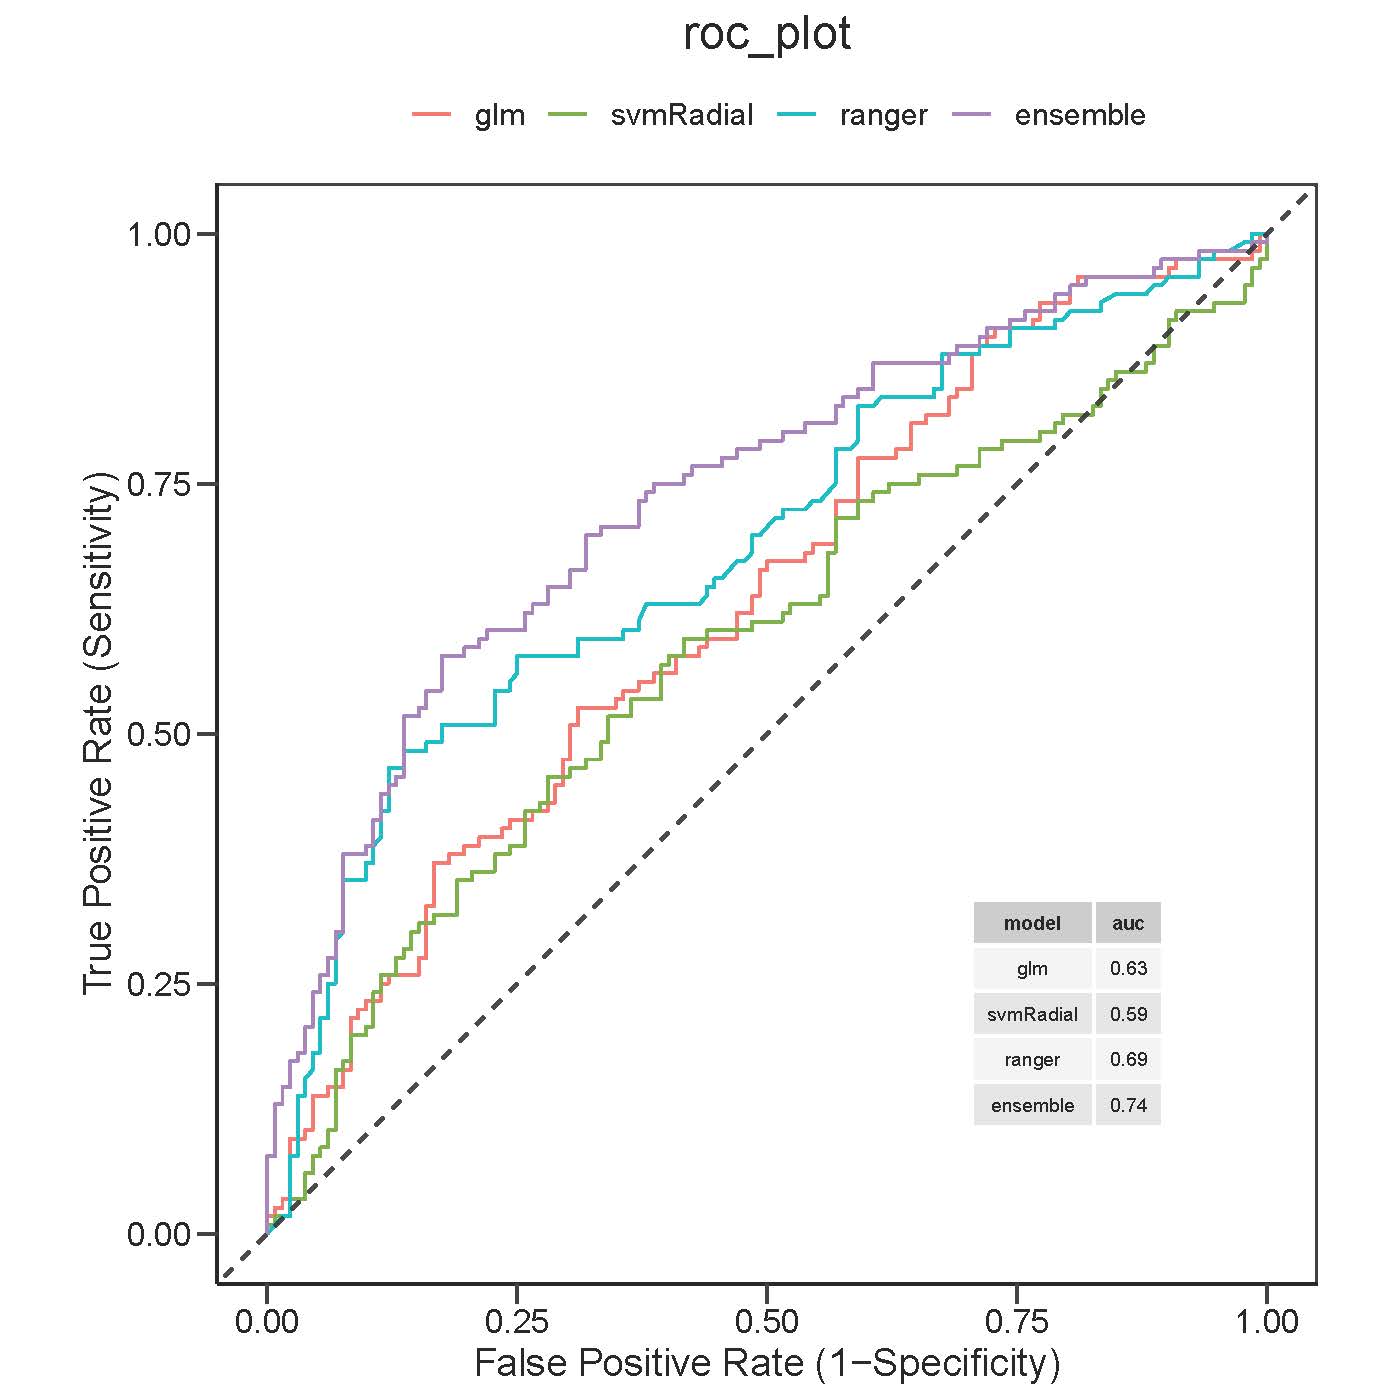 roc_plot
glm svmRadial ranger ensemble
True Positive Rate (Sensitivity)
1.00
0.75
0.50
0.25
0.00
model auc
glm 0.63
svmRadial 0.59
ranger 0.69
ensemble 0.74
0.00 0.25 0.50 0.75 1.00
False Positive Rate (1−Specificity)